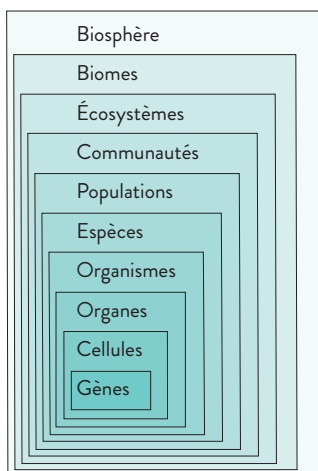 Biosphère
Biomes
Écosystèmes
Communautés
Populations
Espèces
Organismes
Organes
Cellules
Gènes